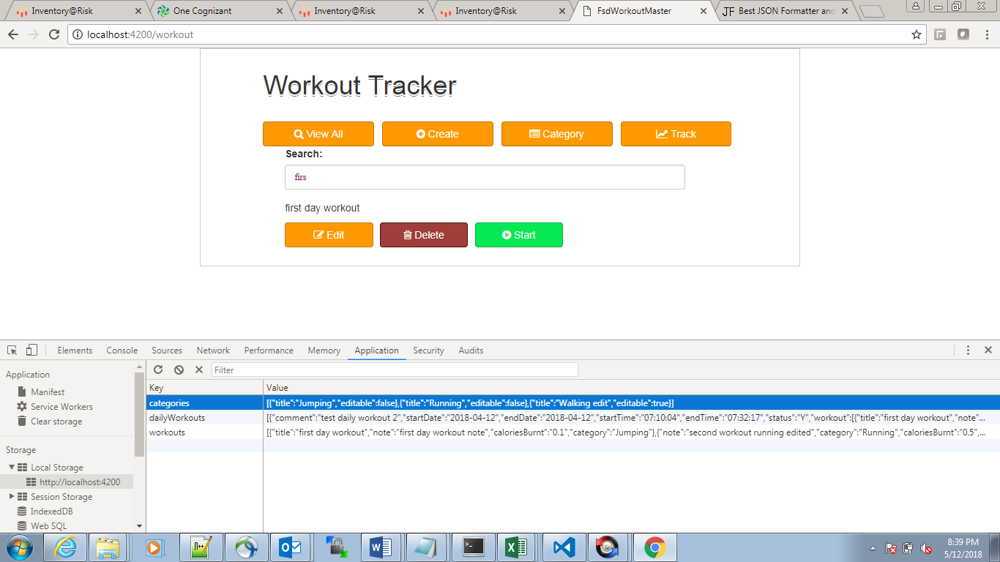 Inventory@Risk
One Cognizant
Inventory@Risk
Inventory@Risk
FsdWorkoutMaster
Best JSON Formatter and
localhost:4200/workout
Workout Tracker
View All
Create
Category
Track
Search:
firs
first day workout
Edit
Delete
Start
Elements
Console
Sources
Network
Performance
Memory
Application
Security
Audits
Application
Manifest
Service Workers
Clear storage
Storage
Local Storage
http://localhost:4200
Session Storage
IndexedDB
Web SQL
Filter
Key Value
categories [{"title":"Jumping","editable":false},{"title":"Running","editable":false},{"title":"Walking edit","editable":true}]
dailyWorkouts [{"comment":"test daily workout 2","startDate":"2018-04-12","endDate":"2018-04-12","startTime":"07:10:04","endTime":"07:32:17","status":"Y","workout":[{"title":"first day workout","note"...
workouts [{"title":"first day workout","note":"first day workout note","caloriesBurnt":"0.1","category":"Jumping"},{"note":"second workout running edited","category":"Running","caloriesBurnt":"0.5",...
8:39 PM
5/12/2018